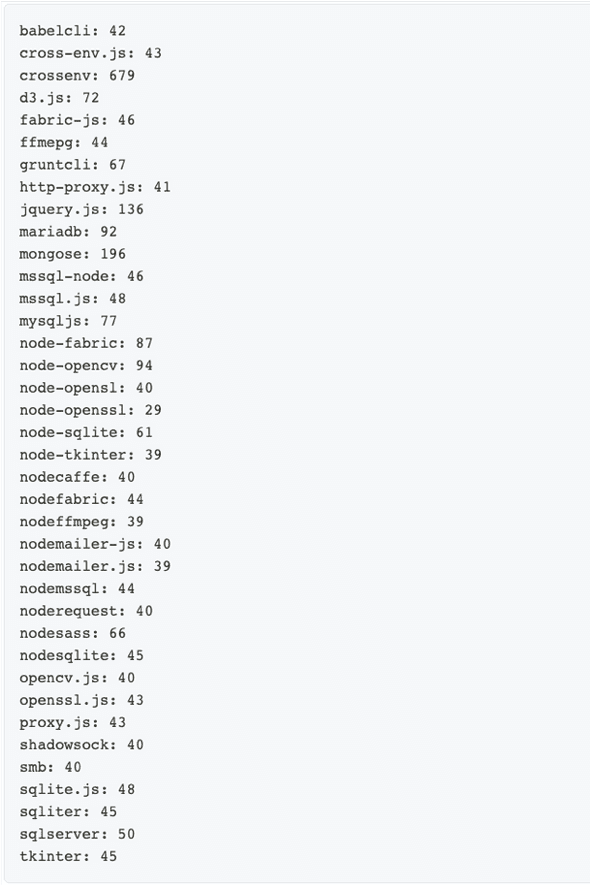 babelcli: 42
cross-env.js: 43
crossenv: 679
d3.js: 72
fabric-js: 46
ffmepg: 44
gruntcli: 67
http-proxy.js: 41
jquery.js: 136
mariadb: 92
mongose: 196
mssql-node: 46
mssql.js: 48
mysqljs: 77
node-fabric: 87
node-opencv: 94
node-opensl: 40
node-openssl: 29
node-sqlite: 61
node-tkinter: 39
nodecaffe: 40
nodefabric: 44
nodeffmpeg: 39
nodemailer-js: 40
nodemailer.js: 39
nodemssql: 44
noderequest: 40
nodesass: 66
nodesqlite: 45
opencv.js: 40
openssl.js: 43
proxy.js: 43
shadowsock: 40
smb: 40
sqlite.js: 48
sqliter: 45
sqlserver: 50
tkinter: 45